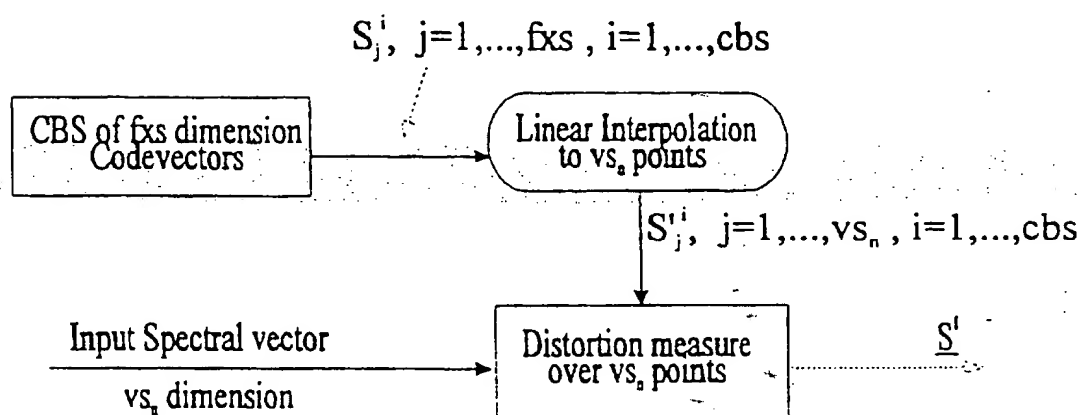 S_j^i, j=1,...,fxs , i=1,...,cbs
CBS of fxs dimension
Codevectors
Linear Interpolation
to vs_n points
S'_j^i, j=1,...,vs_n , i=1,...,cbs
Input Spectral vector
vs_n dimension
Distortion measure
over vs_n points
S^i